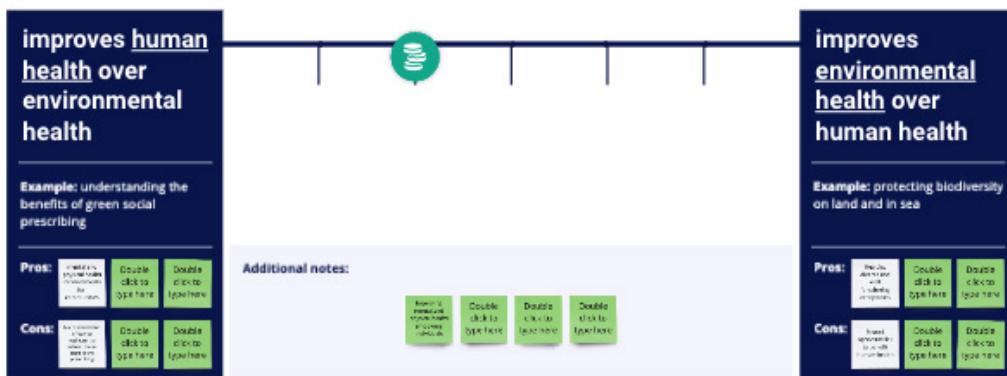 improves human
health over
environmental
health
Example: understanding the
benefits of green social
prescribing
Pros:
Double
click to
type here
Double
click to
type here
Cons:
Double
click to
type here
Double
click to
type here
Additional notes:
Double
click to
type here
Double
click to
type here
Double
click to
type here
improves
environmental
health over
human health
Example: protecting biodiversity
on land and in sea
Pros:
Double
click to
type here
Double
click to
type here
Cons:
Double
click to
type here
Double
click to
type here